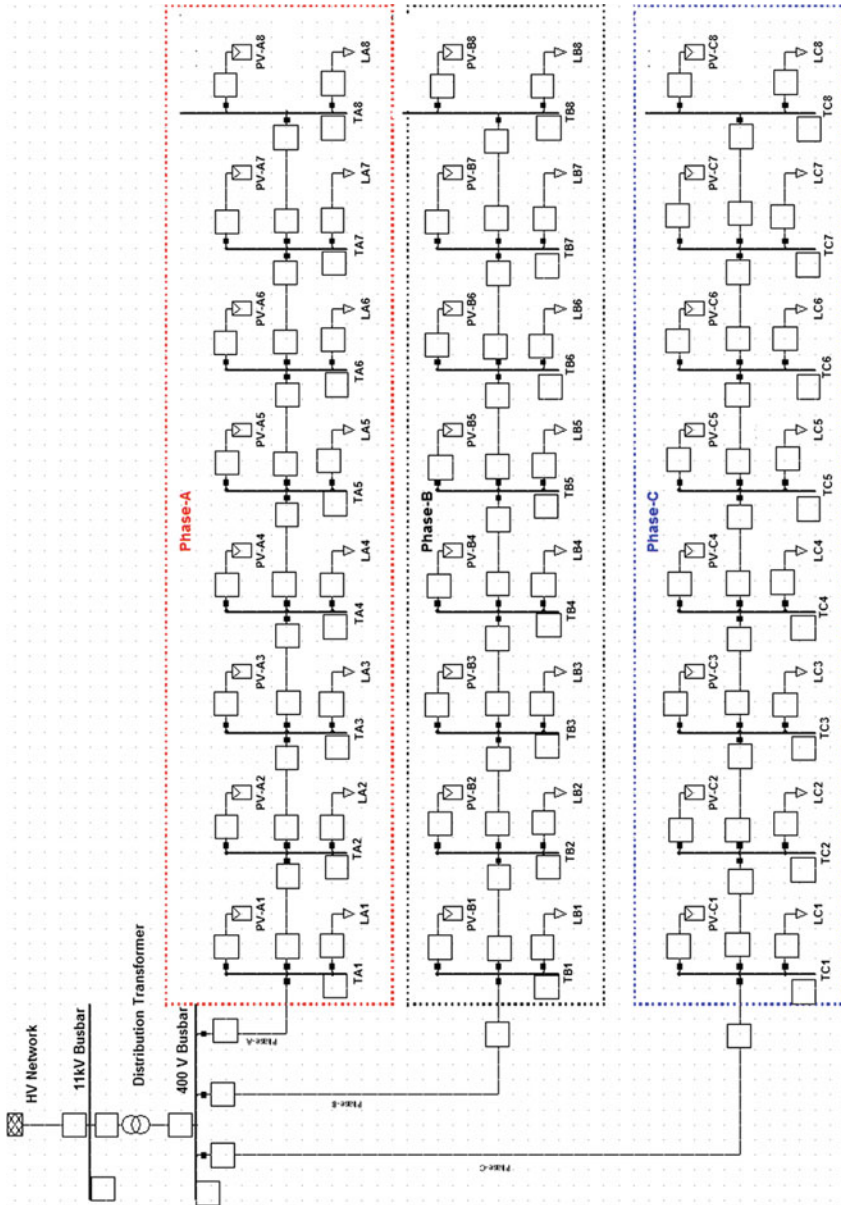 HV Network
11kV Busbar
Distribution Transformer
400 V Busbar
Phase-A
Phase-B
Phase-C
Phase-A
PV-A1
PV-A2
PV-A3
PV-A4
PV-A5
PV-A6
PV-A7
PV-A8
LA1
LA2
LA3
LA4
LA5
LA6
LA7
LA8
TA1
TA2
TA3
TA4
TA5
TA6
TA7
TA8
Phase-B
PV-B1
PV-B2
PV-B3
PV-B4
PV-B5
PV-B6
PV-B7
PV-B8
LB1
LB2
LB3
LB4
LB5
LB6
LB7
LB8
TB1
TB2
TB3
TB4
TB5
TB6
TB7
TB8
Phase-C
PV-C1
PV-C2
PV-C3
PV-C4
PV-C5
PV-C6
PV-C7
PV-C8
LC1
LC2
LC3
LC4
LC5
LC6
LC7
LC8
TC1
TC2
TC3
TC4
TC5
TC6
TC7
TC8